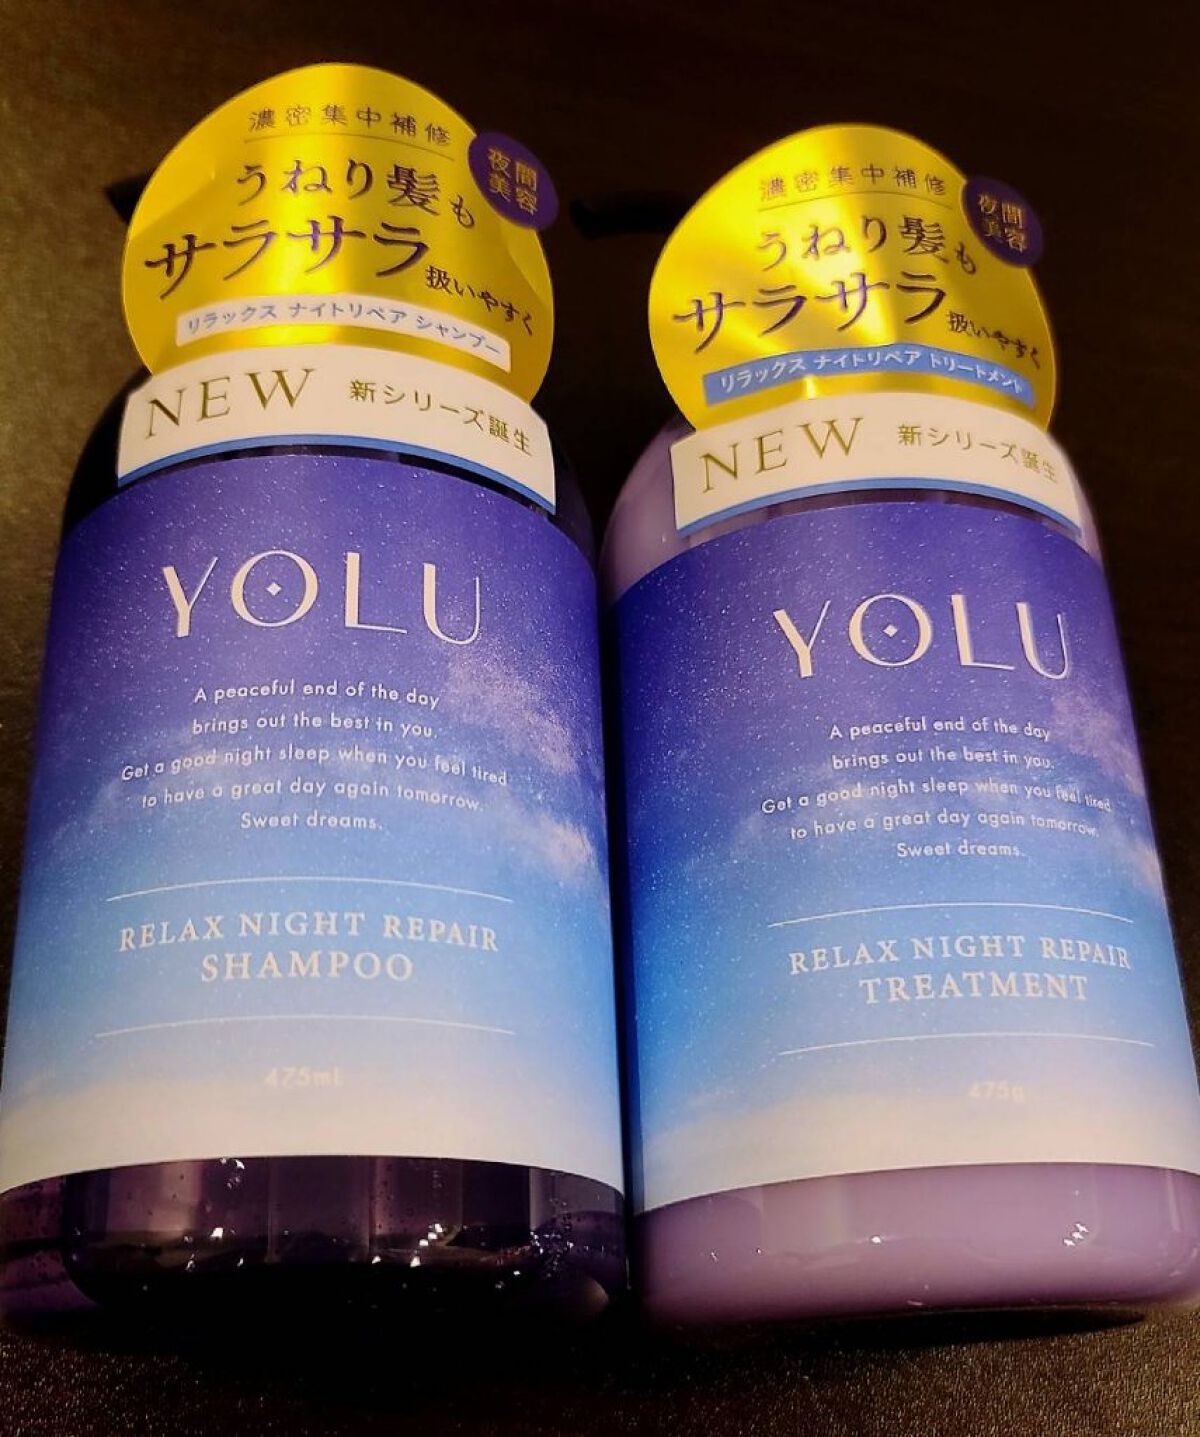 濃密集中補修
夜間
美容
うねり髪も
サラサラ
扱いやすく
リラックス ナイトリペア シャンプー
NEW 新シリーズ誕生
YOLU
A peaceful end of the day
brings out the best in you.
Get a good night sleep when you feel tired
to have a great day again tomorrow.
Sweet dreams.
RELAX NIGHT REPAIR
SHAMPOO
475mL
濃密集中補修
夜間
美容
うねり髪も
サラサラ
扱いやすく
リラックス ナイトリペア トリートメント
NEW 新シリーズ誕生
YOLU
A peaceful end of the day
brings out the best in you.
Get a good night sleep when you feel tired
to have a great day again tomorrow.
Sweet dreams.
RELAX NIGHT REPAIR
TREATMENT
475g